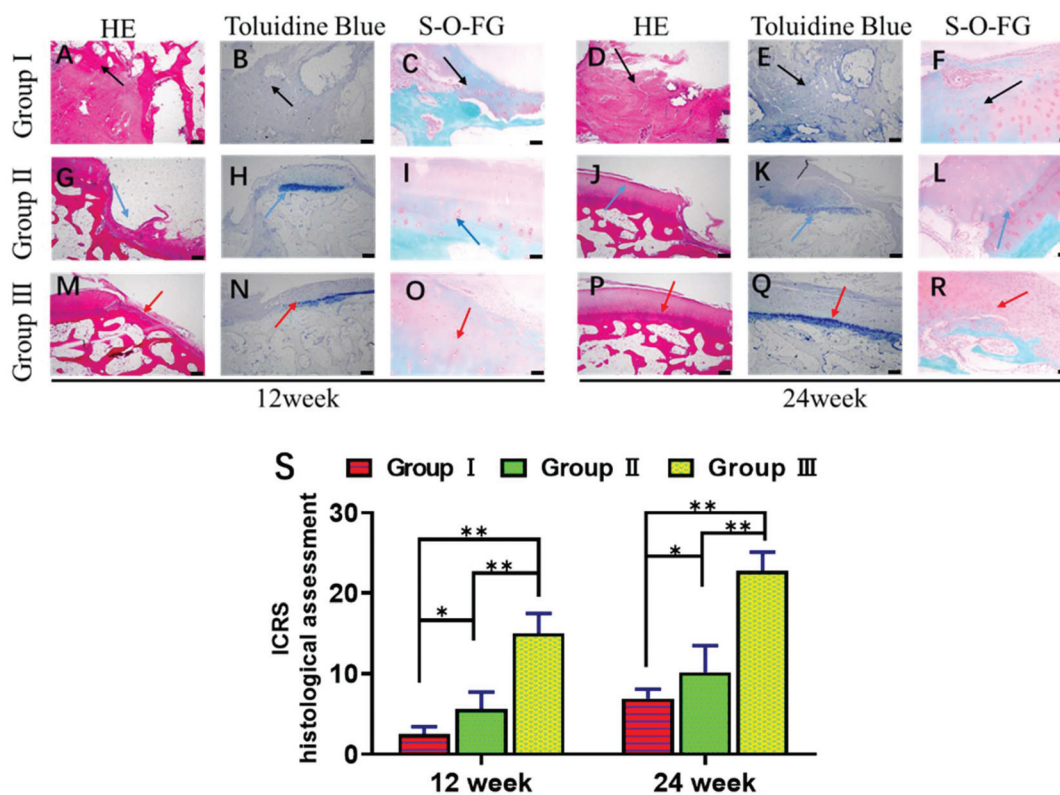 HE Toluidine Blue S-O-FG HE Toluidine Blue S-O-FG
Group I A B C D E F
Group II G H I J K L
Group III M N O P Q R
12week 24week
S Group Ⅰ Group Ⅱ Group Ⅲ
ICRS
histological assessment
30
20
10
0
** ** * ** ** *
12 week 24 week